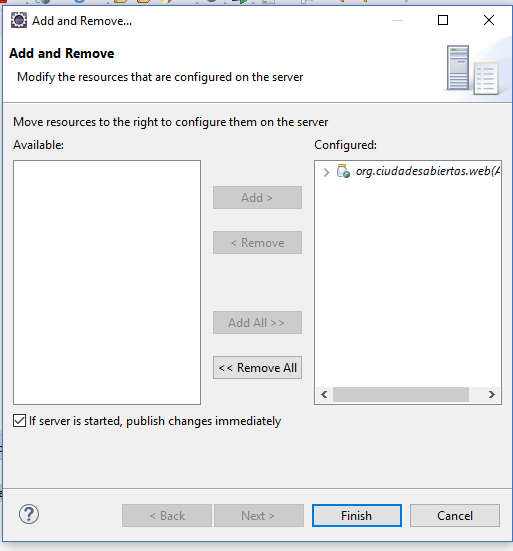 Add and Remove...
Add and Remove
Modify the resources that are configured on the server
Move resources to the right to configure them on the server
Available:
Configured:
org.ciudadesabiertas.web(A
Add >
< Remove
Add All >>
<< Remove All
If server is started, publish changes immediately
?
< Back
Next >
Finish
Cancel